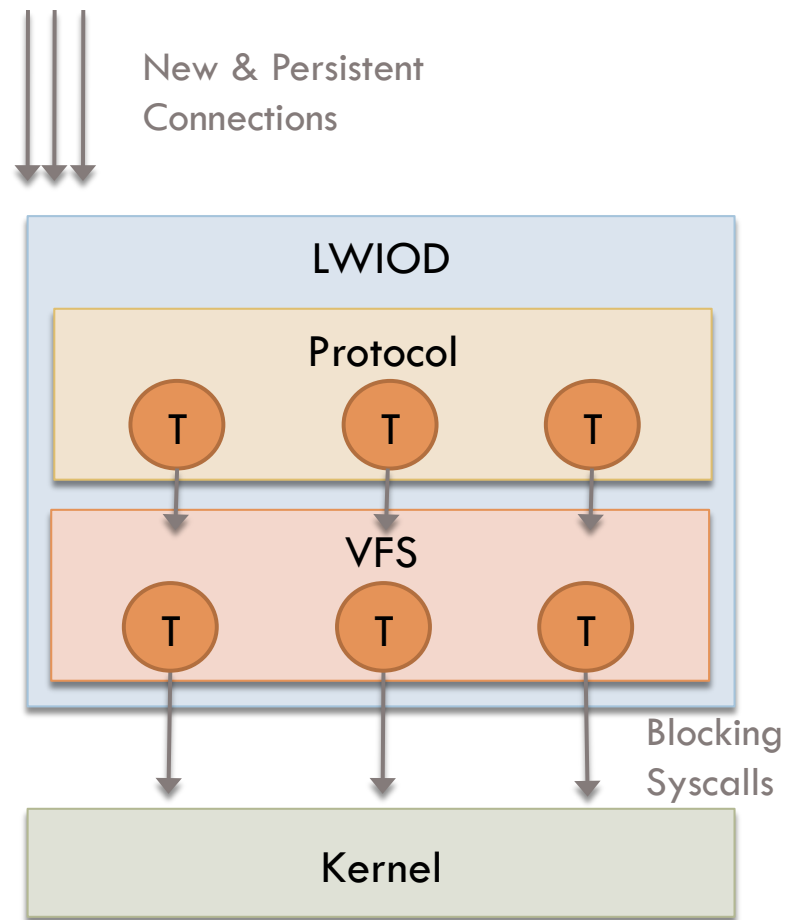 New & Persistent
Connections
LWIOD
Protocol
T T T
VFS
T T T
Blocking
Syscalls
Kernel